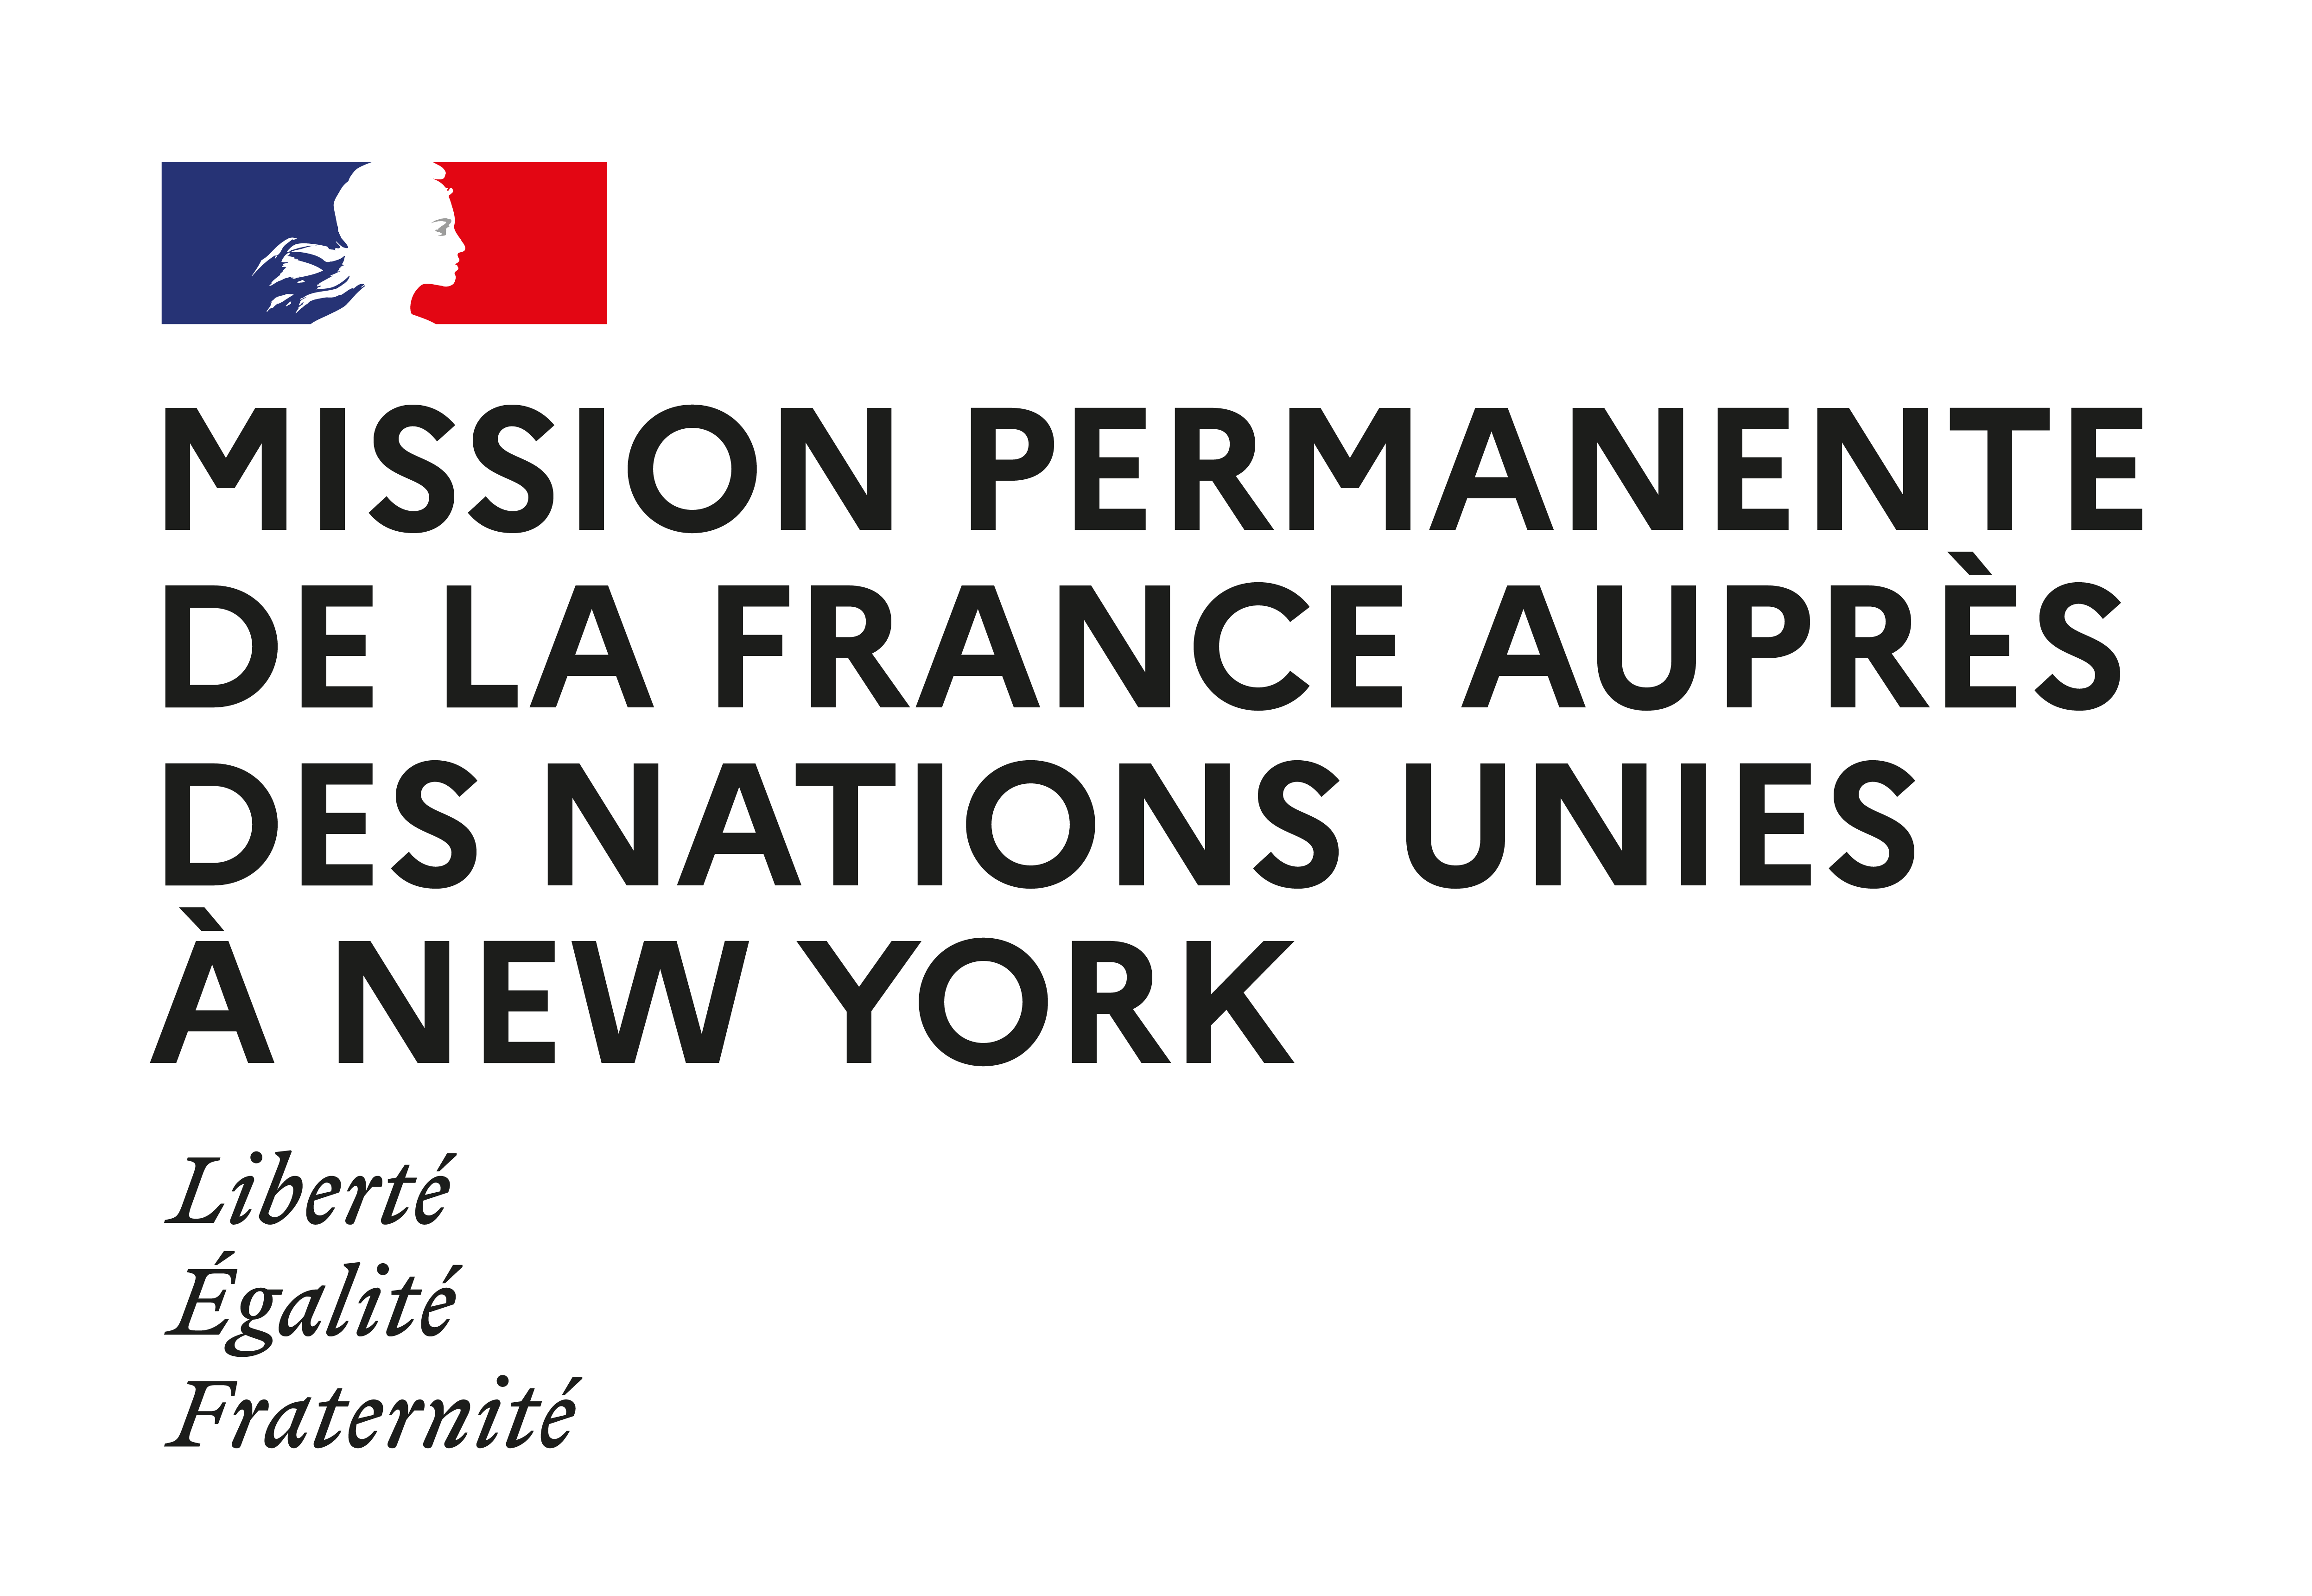 MISSION PERMANENTE
DE LA FRANCE AUPRÈS
DES NATIONS UNIES
À NEW YORK
Liberté
Égalité
Fraternité